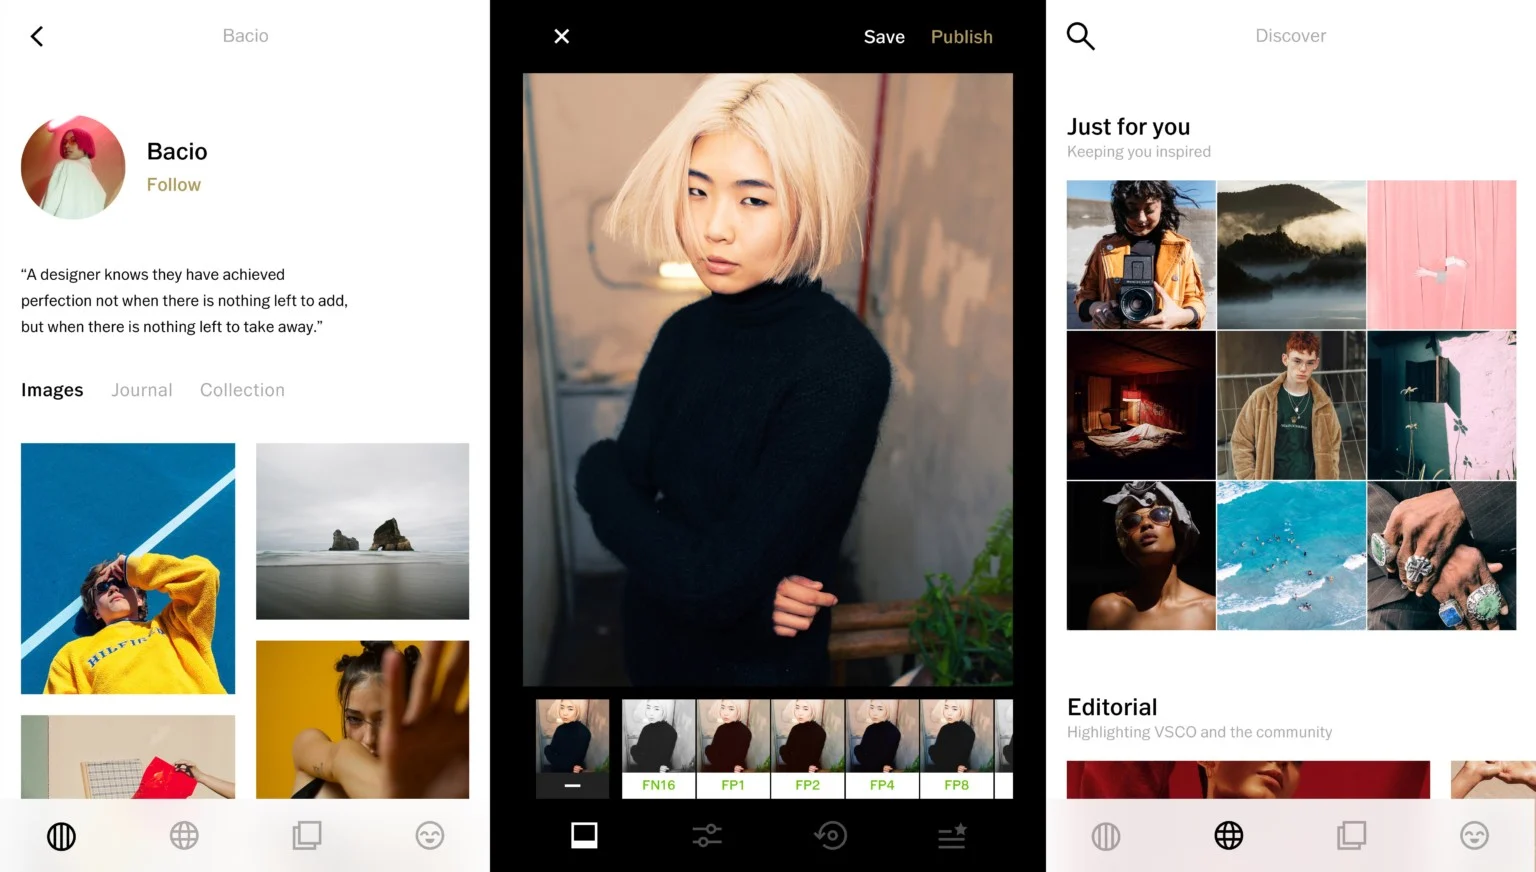 Bacio
Bacio
Follow
“A designer knows they have achieved
perfection not when there is nothing left to add,
but when there is nothing left to take away.”
Images Journal Collection
Save Publish
FN16 FP1 FP2 FP4 FP8
Discover
Just for you
Keeping you inspired
Editorial
Highlighting VSCO and the community